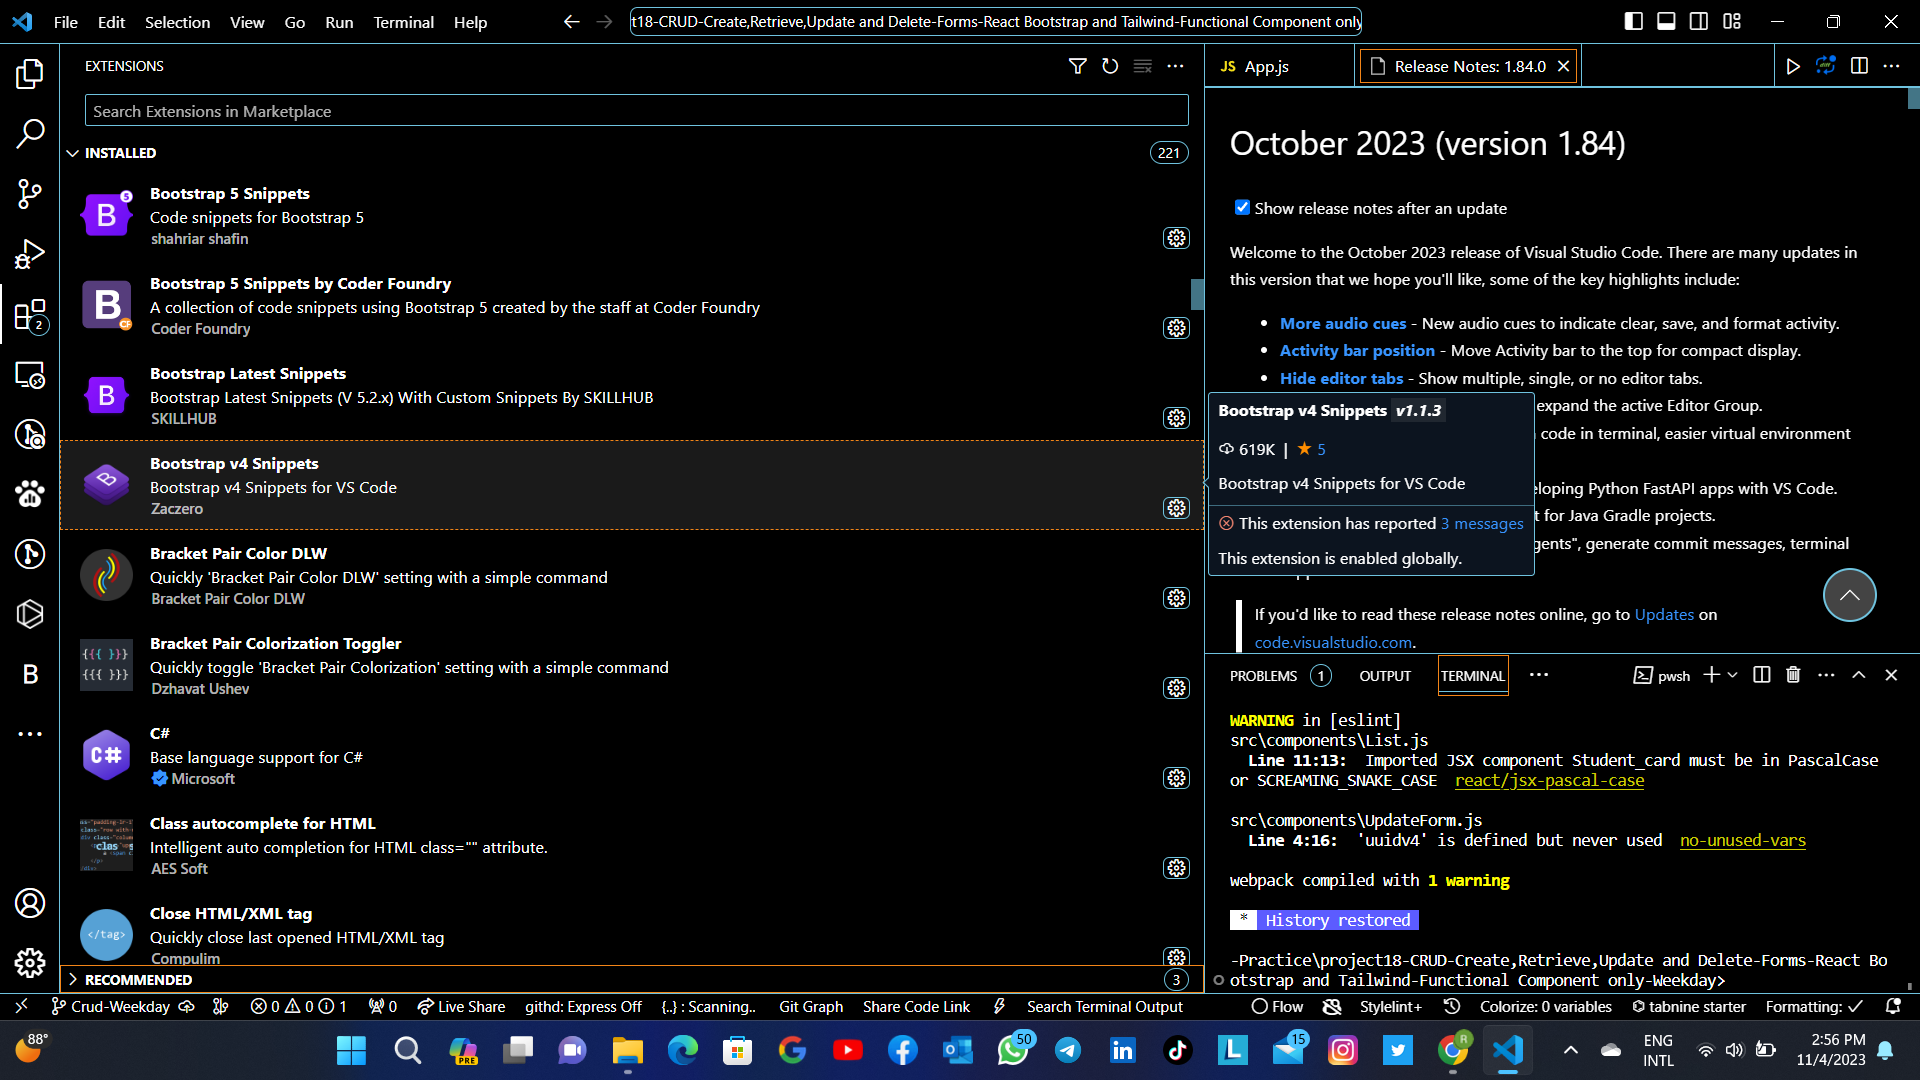 File Edit Selection View Go Run Terminal Help
t18-CRUD-Create,Retrieve,Update and Delete-Forms-React Bootstrap and Tailwind-Functional Component only
EXTENSIONS
Search Extensions in Marketplace
INSTALLED 221
Bootstrap 5 Snippets
Code snippets for Bootstrap 5
shahriar shafin
Bootstrap 5 Snippets by Coder Foundry
A collection of code snippets using Bootstrap 5 created by the staff at Coder Foundry
Coder Foundry
Bootstrap Latest Snippets
Bootstrap Latest Snippets (V 5.2.x) With Custom Snippets By SKILLHUB
SKILLHUB
Bootstrap v4 Snippets
Bootstrap v4 Snippets for VS Code
Zaczero
Bracket Pair Color DLW
Quickly 'Bracket Pair Color DLW' setting with a simple command
Bracket Pair Color DLW
Bracket Pair Colorization Toggler
Quickly toggle 'Bracket Pair Colorization' setting with a simple command
Dzhavat Ushev
C#
Base language support for C#
Microsoft
Class autocomplete for HTML
Intelligent auto completion for HTML class="" attribute.
AES Soft
Close HTML/XML tag
Quickly close last opened HTML/XML tag
Compulim
RECOMMENDED 3
JS App.js
Release Notes: 1.84.0
October 2023 (version 1.84)
Show release notes after an update
Welcome to the October 2023 release of Visual Studio Code. There are many updates in
this version that we hope you'll like, some of the key highlights include:
• More audio cues - New audio cues to indicate clear, save, and format activity.
• Activity bar position - Move Activity bar to the top for compact display.
• Hide editor tabs - Show multiple, single, or no editor tabs.
expand the active Editor Group.
code in terminal, easier virtual environment
loping Python FastAPI apps with VS Code.
t for Java Gradle projects.
gents", generate commit messages, terminal
Bootstrap v4 Snippets v1.1.3
619K | 5
Bootstrap v4 Snippets for VS Code
This extension has reported 3 messages
This extension is enabled globally.
If you'd like to read these release notes online, go to Updates on
code.visualstudio.com.
PROBLEMS 1 OUTPUT TERMINAL pwsh
WARNING in [eslint]
src\components\List.js
Line 11:13: Imported JSX component Student_card must be in PascalCase
or SCREAMING_SNAKE_CASE react/jsx-pascal-case
src\components\UpdateForm.js
Line 4:16: 'uuidv4' is defined but never used no-unused-vars
webpack compiled with 1 warning
* History restored
-Practice\project18-CRUD-Create,Retrieve,Update and Delete-Forms-React Bo
otstrap and Tailwind-Functional Component only-Weekday>
Crud-Weekday 0 0 1 0 Live Share githd: Express Off {..} : Scanning.. Git Graph Share Code Link Search Terminal Output Flow Stylelint+ Colorize: 0 variables tabnine starter Formatting: ✓
88°
PRE
50
15
ENG
INTL
2:56 PM
11/4/2023